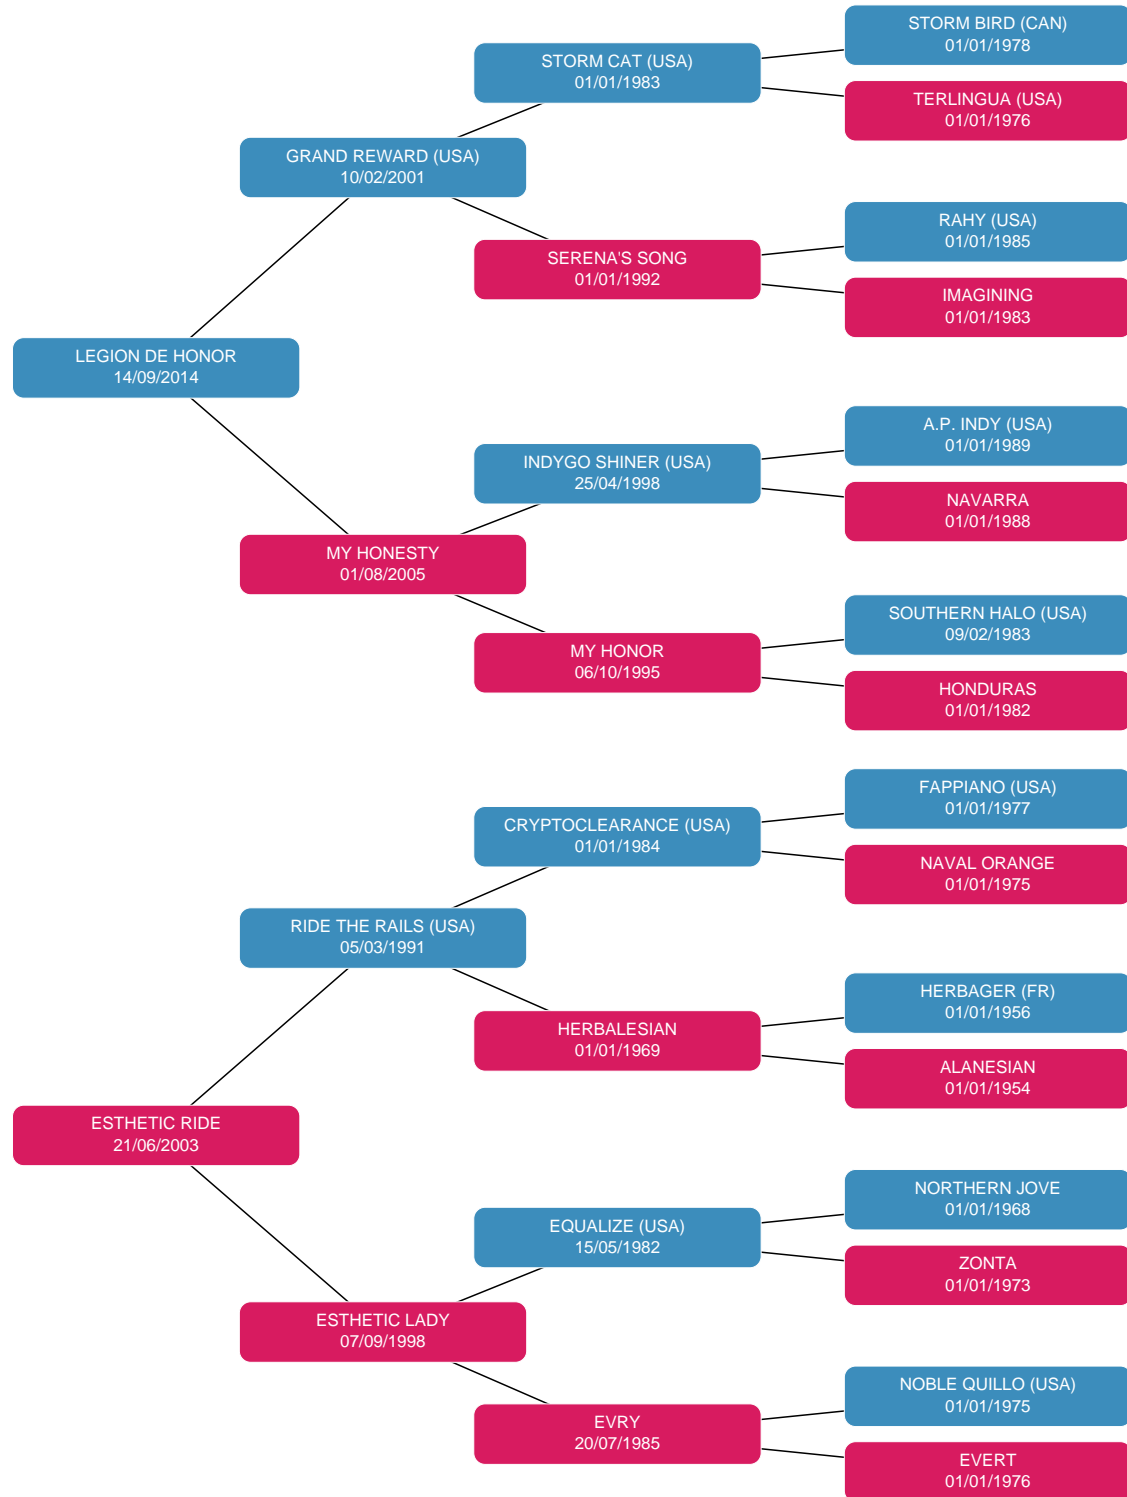 STORM BIRD (CAN)
01/01/1978
STORM CAT (USA)
01/01/1983
TERLINGUA (USA)
01/01/1976
GRAND REWARD (USA)
10/02/2001
RAHY (USA)
01/01/1985
SERENA'S SONG
01/01/1992
IMAGINING
01/01/1983
LEGION DE HONOR
14/09/2014
A.P. INDY (USA)
01/01/1989
INDYGO SHINER (USA)
25/04/1998
NAVARRA
01/01/1988
MY HONESTY
01/08/2005
SOUTHERN HALO (USA)
09/02/1983
MY HONOR
06/10/1995
HONDURAS
01/01/1982
FAPPIANO (USA)
01/01/1977
CRYPTOCLEARANCE (USA)
01/01/1984
NAVAL ORANGE
01/01/1975
RIDE THE RAILS (USA)
05/03/1991
HERBAGER (FR)
01/01/1956
HERBALESIAN
01/01/1969
ALANESIAN
01/01/1954
ESTHETIC RIDE
21/06/2003
NORTHERN JOVE
01/01/1968
EQUALIZE (USA)
15/05/1982
ZONTA
01/01/1973
ESTHETIC LADY
07/09/1998
NOBLE QUILLO (USA)
01/01/1975
EVRY
20/07/1985
EVERT
01/01/1976